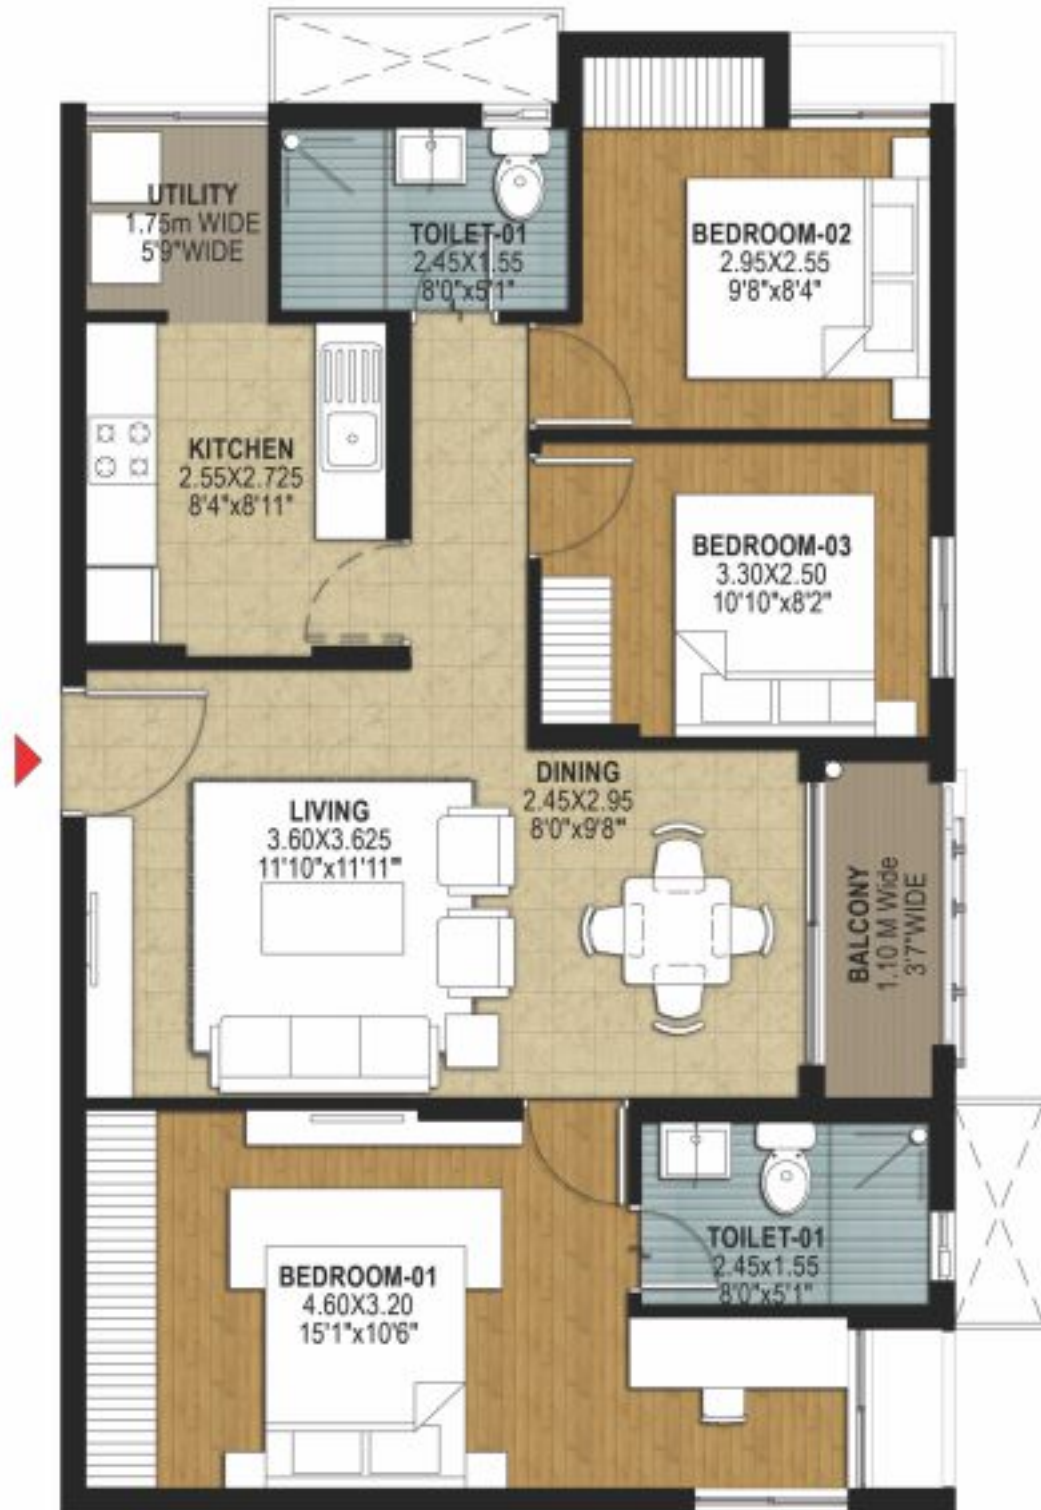 UTILITY
1.75m WIDE
5'9"WIDE
TOILET-01
2.45X1.55
8'0"x5'1"
BEDROOM-02
2.95X2.55
9'8"x8'4"
KITCHEN
2.55X2.725
8'4"x8'11"
BEDROOM-03
3.30X2.50
10'10"x8'2"
LIVING
3.60X3.625
11'10"x11'11"
DINING
2.45X2.95
8'0"x9'8"
BALCONY
1.10 M Wide
3'7"WIDE
BEDROOM-01
4.60X3.20
15'1"x10'6"
TOILET-01
2.45x1.55
8'0"x5'1"